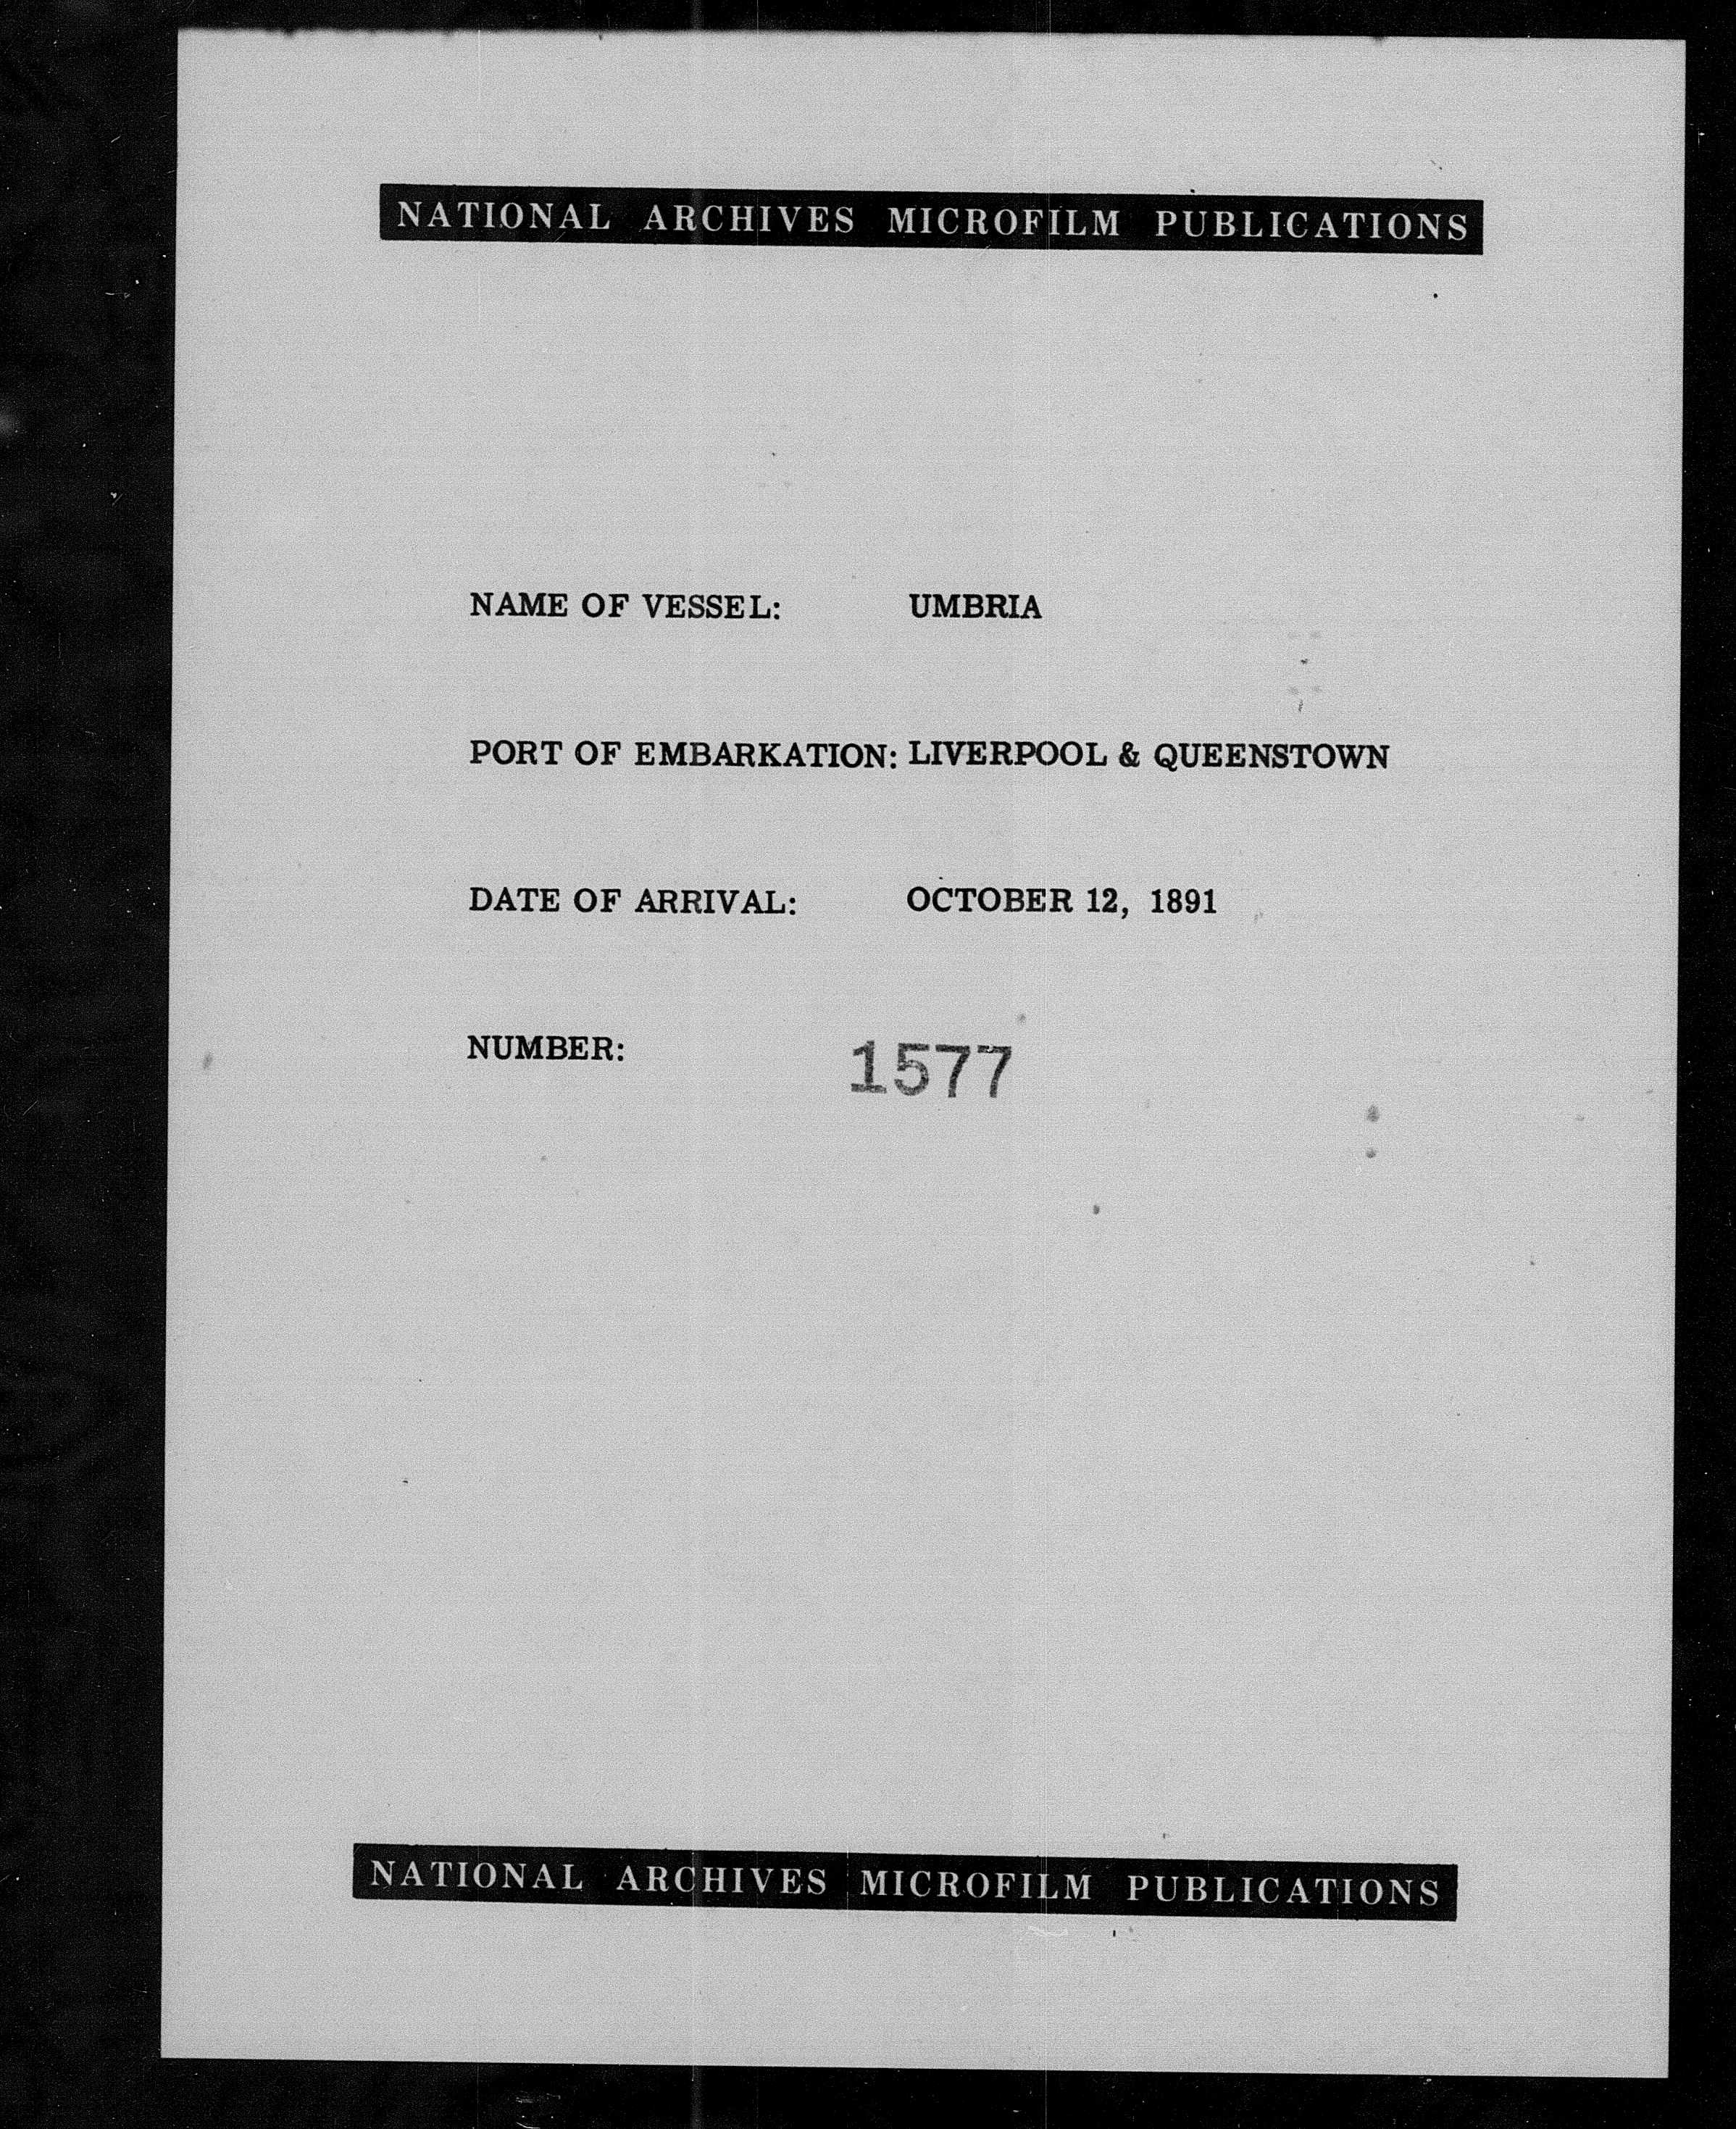 NATIONAL ARCHIVES MICROFILM PUBLICATIONS
NAME OF VESSEL: UMBRIA
PORT OF EMBARKATION: LIVERPOOL & QUEENSTOWN
DATE OF ARRIVAL: OCTOBER 12, 1891
NUMBER: 1577
NATIONAL ARCHIVES MICROFILM PUBLICATIONS